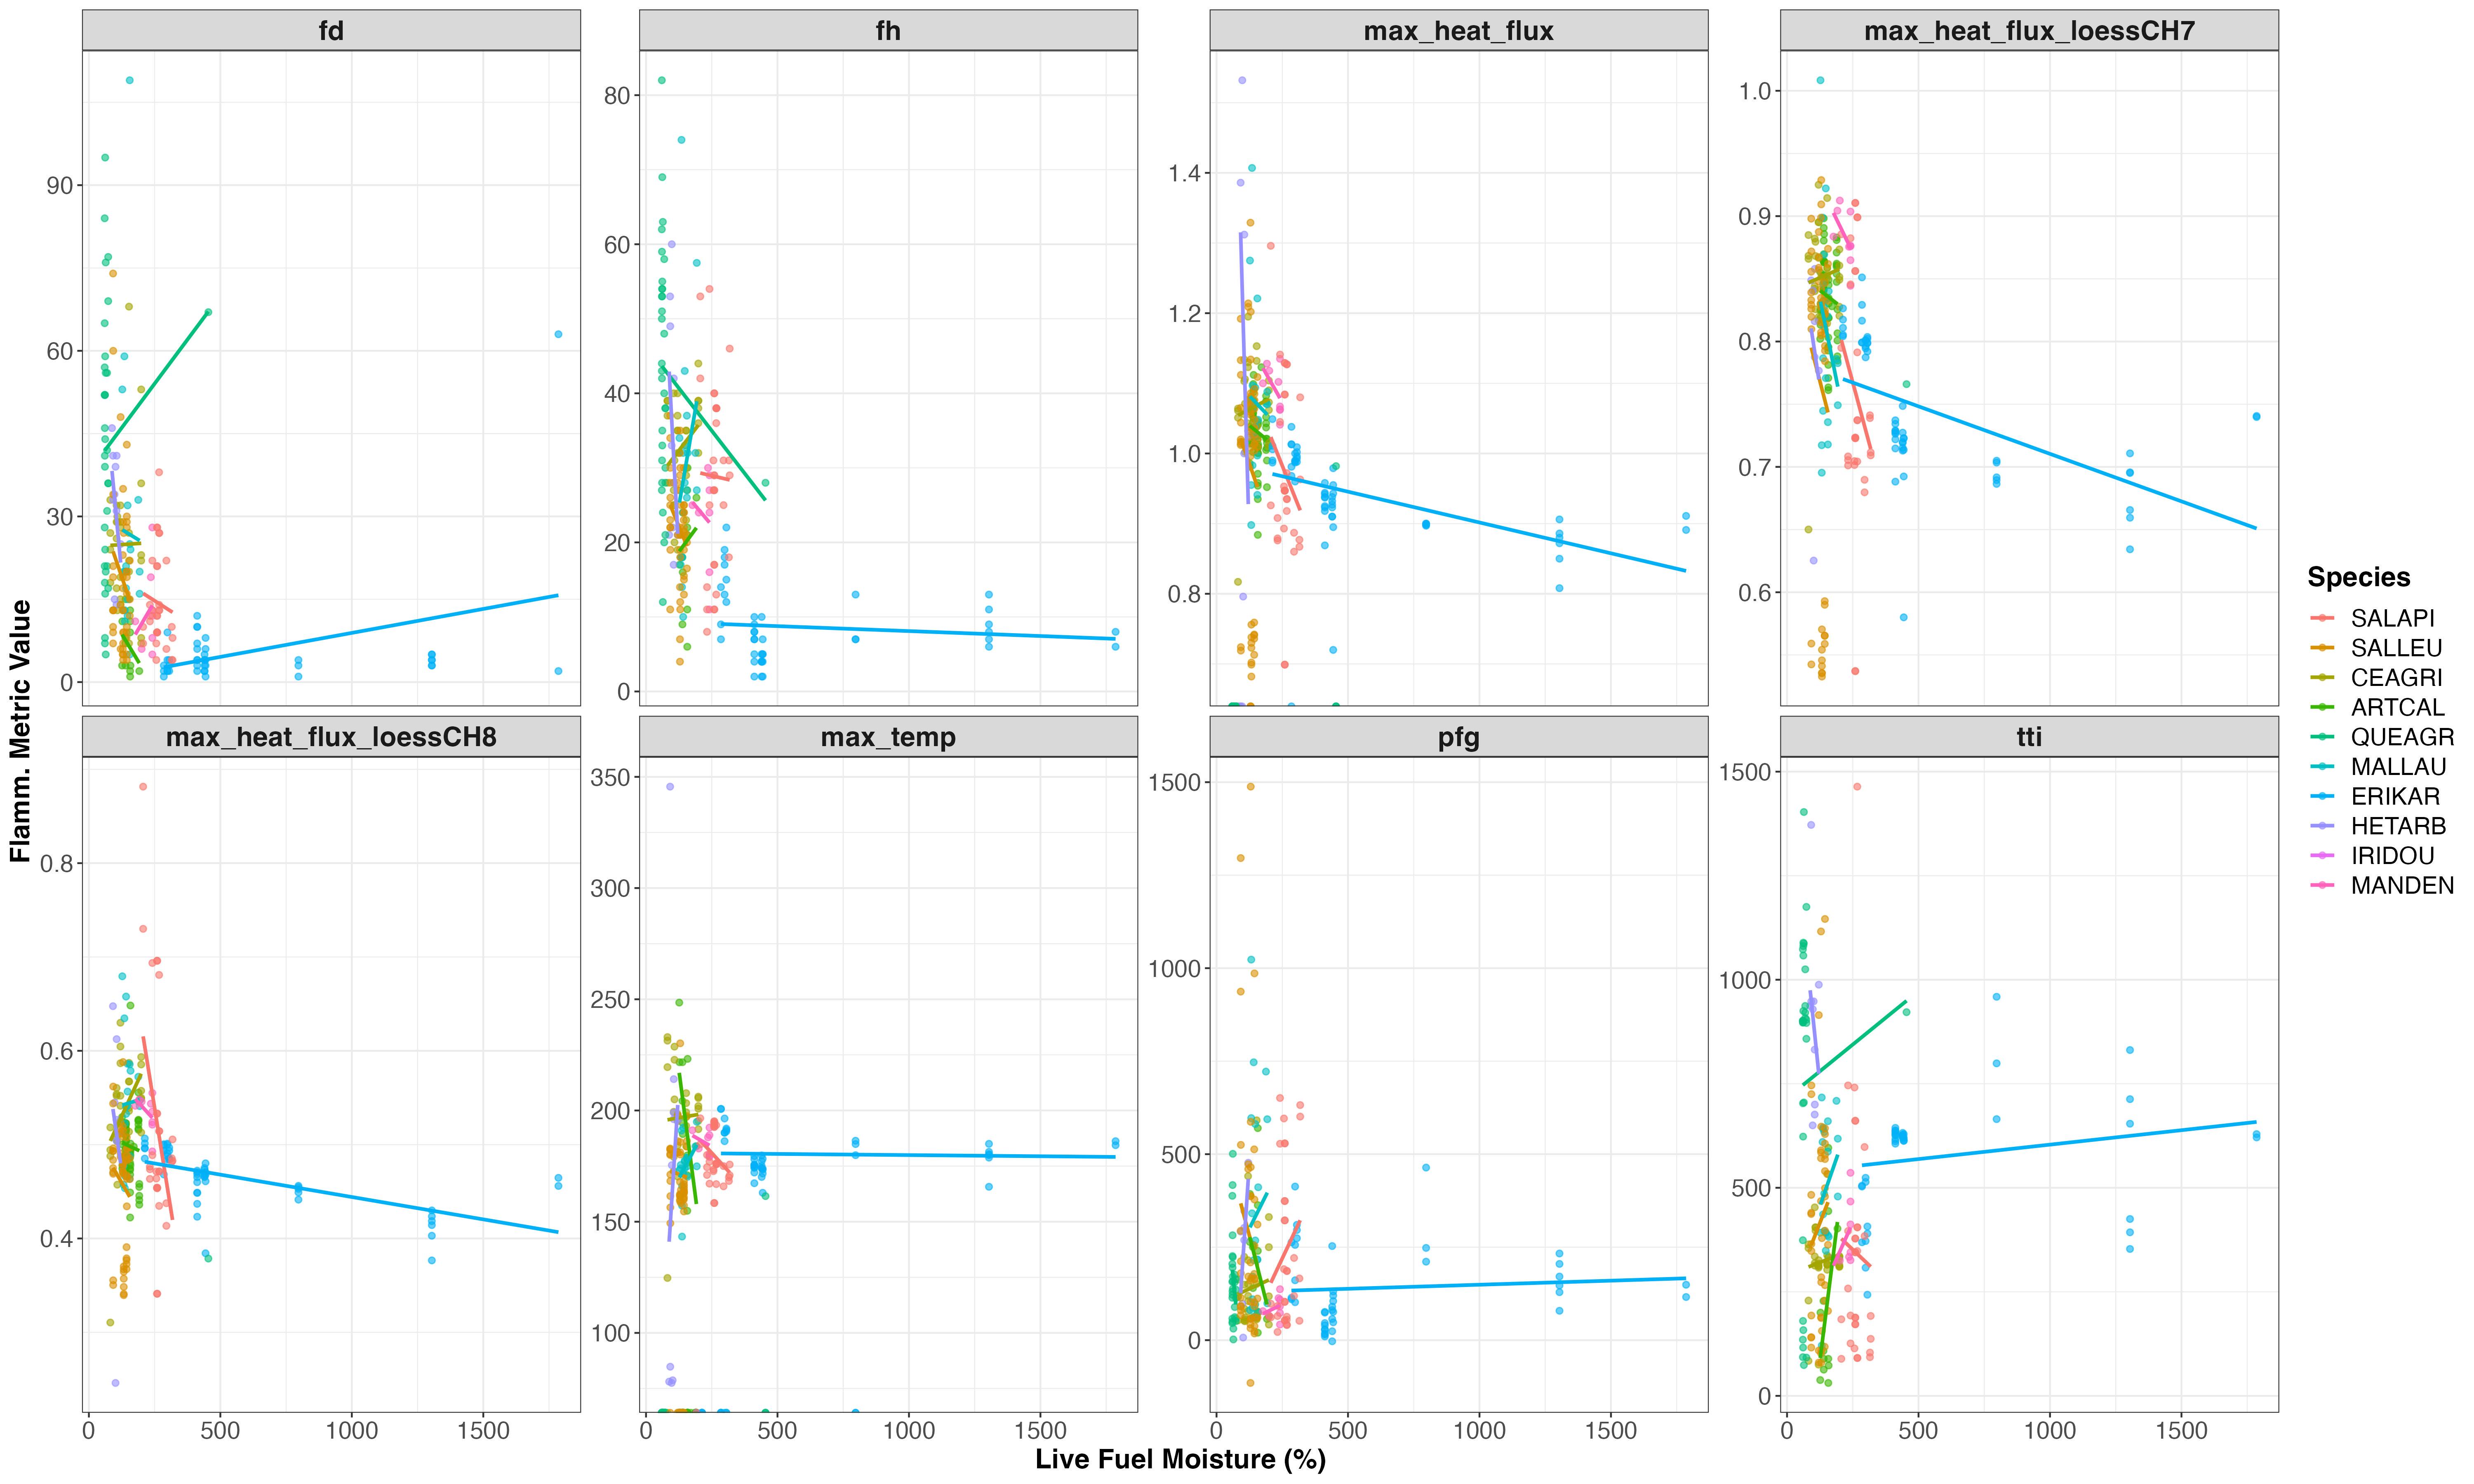 fd
fh
max_heat_flux
max_heat_flux_loessCH7
90
60
30
0
80
60
40
20
0
1.4
1.2
1.0
0.8
1.0
0.9
0.8
0.7
0.6
max_heat_flux_loessCH8
max_temp
pfg
tti
0.8
0.6
0.4
350
300
250
200
150
100
1500
1000
500
0
1500
1000
500
0
0 500 1000 1500
0 500 1000 1500
0 500 1000 1500
0 500 1000 1500
Live Fuel Moisture (%)
Flamm. Metric Value
Species
SALAPI
SALLEU
CEAGRI
ARTCAL
QUEAGR
MALLAU
ERIKAR
HETARB
IRIDOU
MANDEN